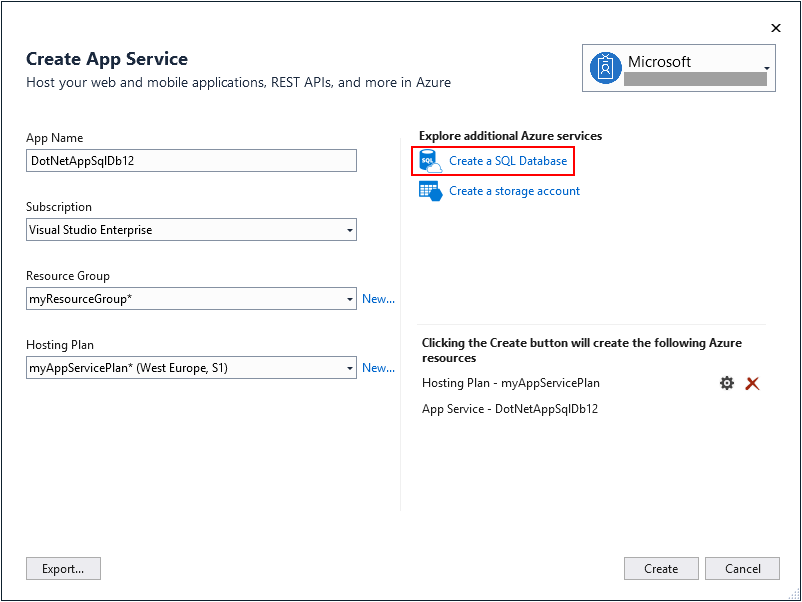 Create App Service
Host your web and mobile applications, REST APIs, and more in Azure
Microsoft
App Name
DotNetAppSqlDb12
Subscription
Visual Studio Enterprise
Resource Group
myResourceGroup*
New...
Hosting Plan
myAppServicePlan* (West Europe, S1)
New...
Explore additional Azure services
SQL
Create a SQL Database
Create a storage account
Clicking the Create button will create the following Azure
resources
Hosting Plan - myAppServicePlan
App Service - DotNetAppSqlDb12
Export...
Create
Cancel